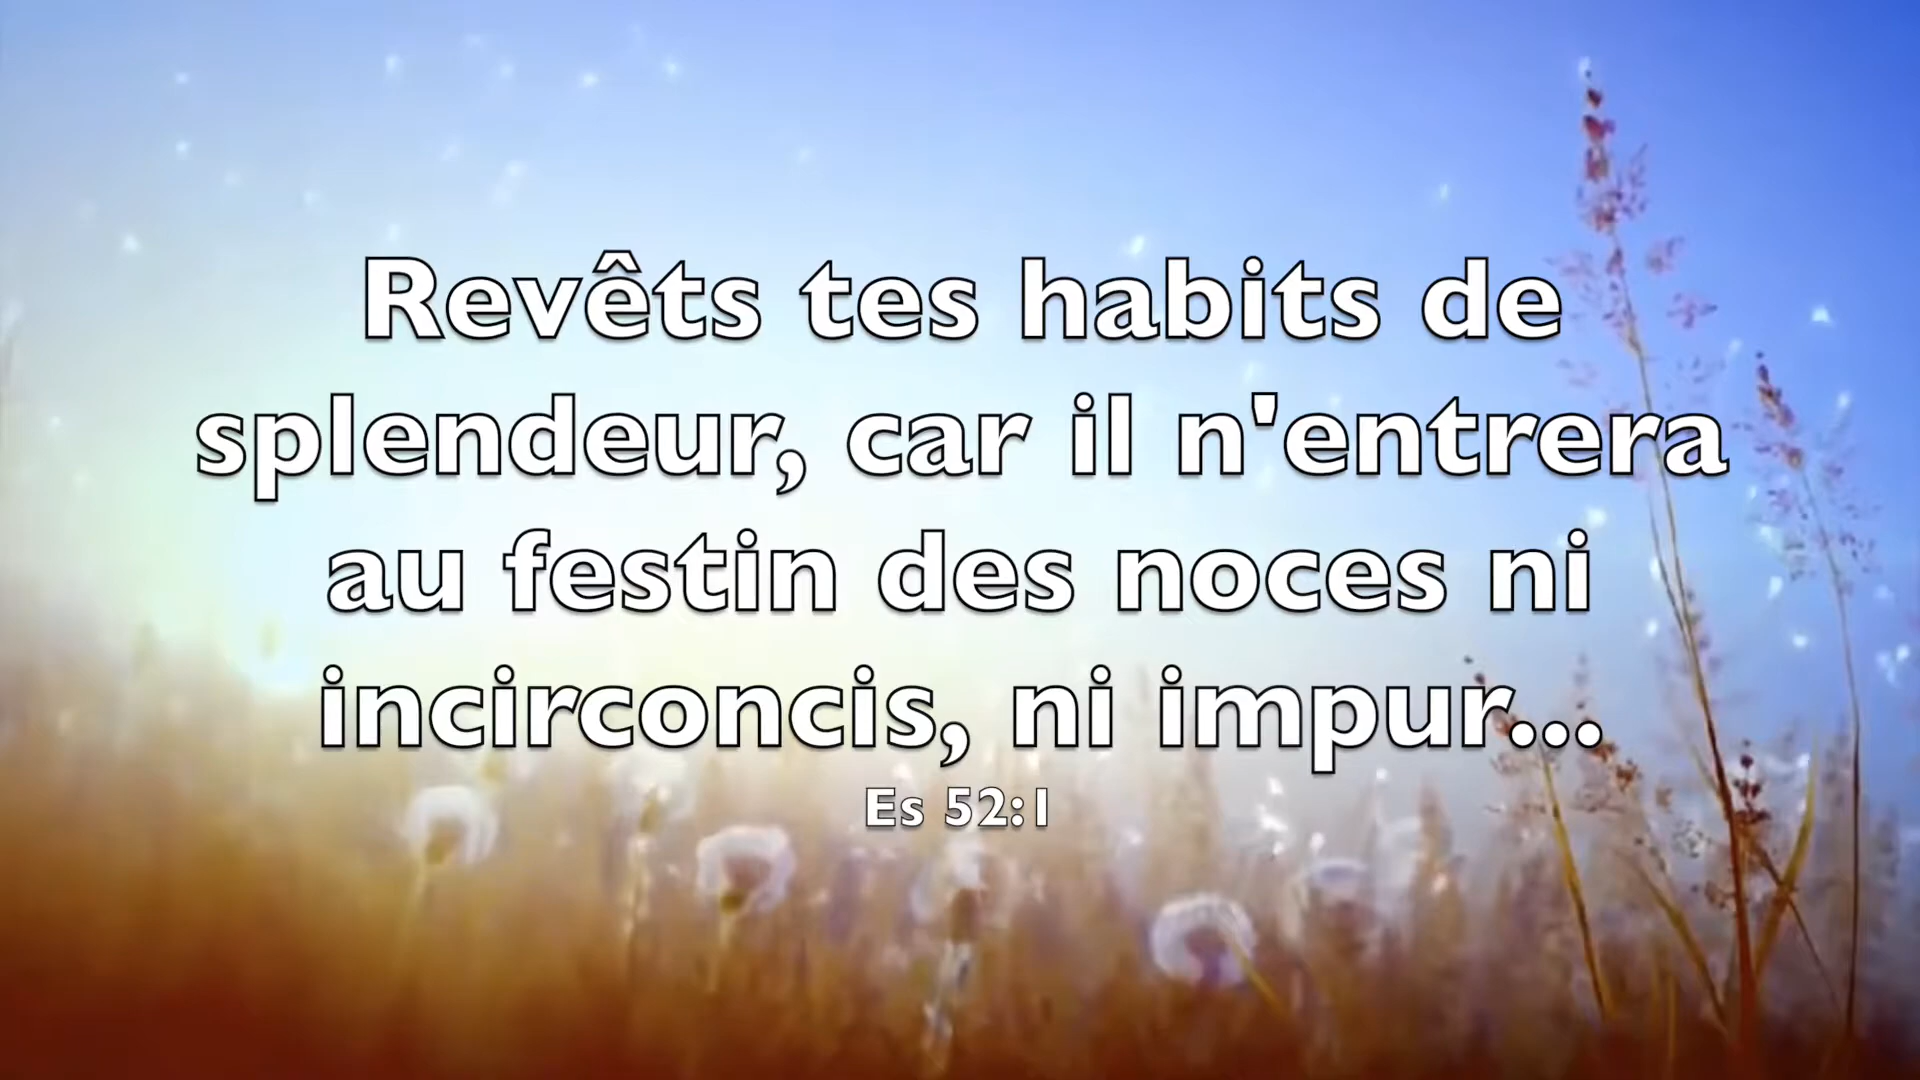 Revêts tes habits de
splendeur, car il n'entrera
au festin des noces ni
incirconcis, ni impur...
Es 52:1